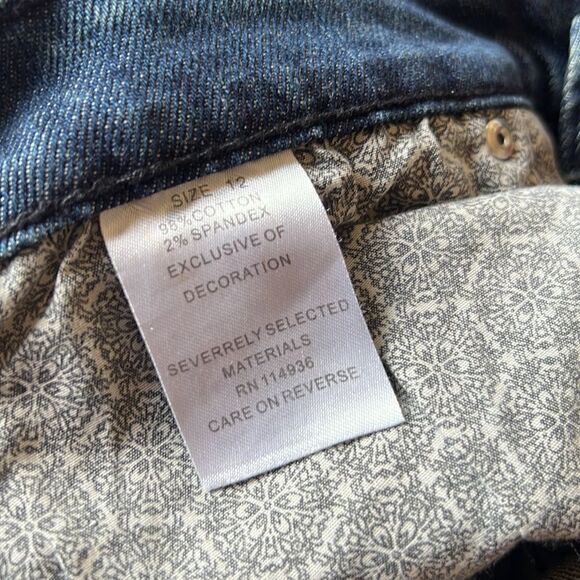 SIZE 12
98% COTTON
2% SPANDEX
EXCLUSIVE OF
DECORATION
SEVERRELY SELECTED
MATERIALS
RN 114936
CARE ON REVERSE